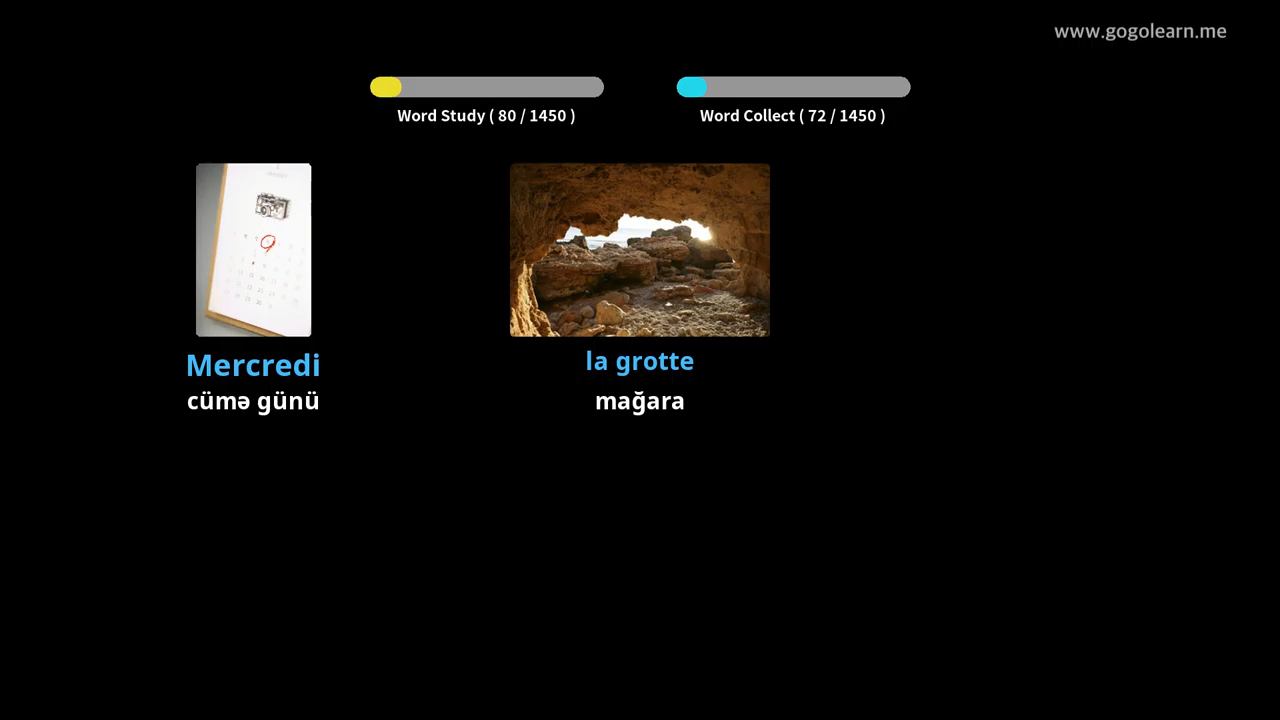 www.gogolearn.me
Word Study ( 80 / 1450 )
Word Collect ( 72 / 1450 )
Mercredi
cümə günü
la grotte
mağara